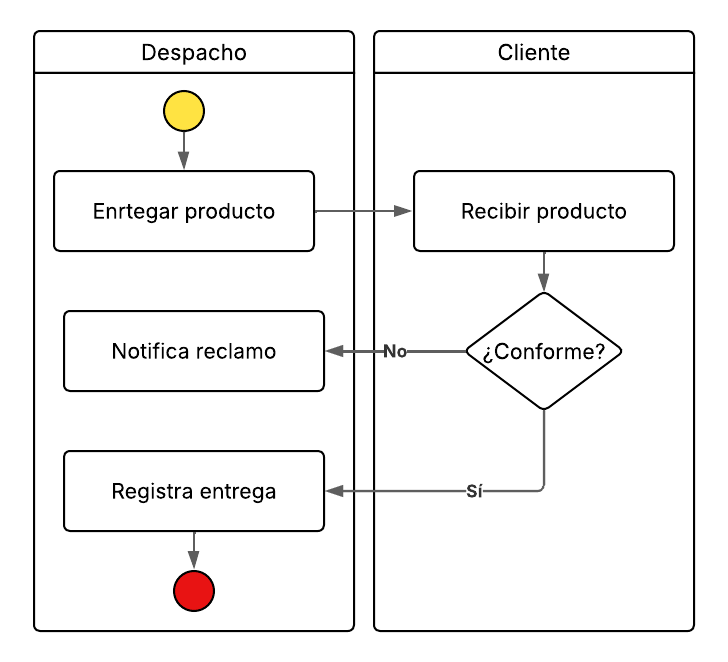 Despacho
Cliente
Enrtegar producto
Recibir producto
Notifica reclamo
No
¿Conforme?
Registra entrega
Sí